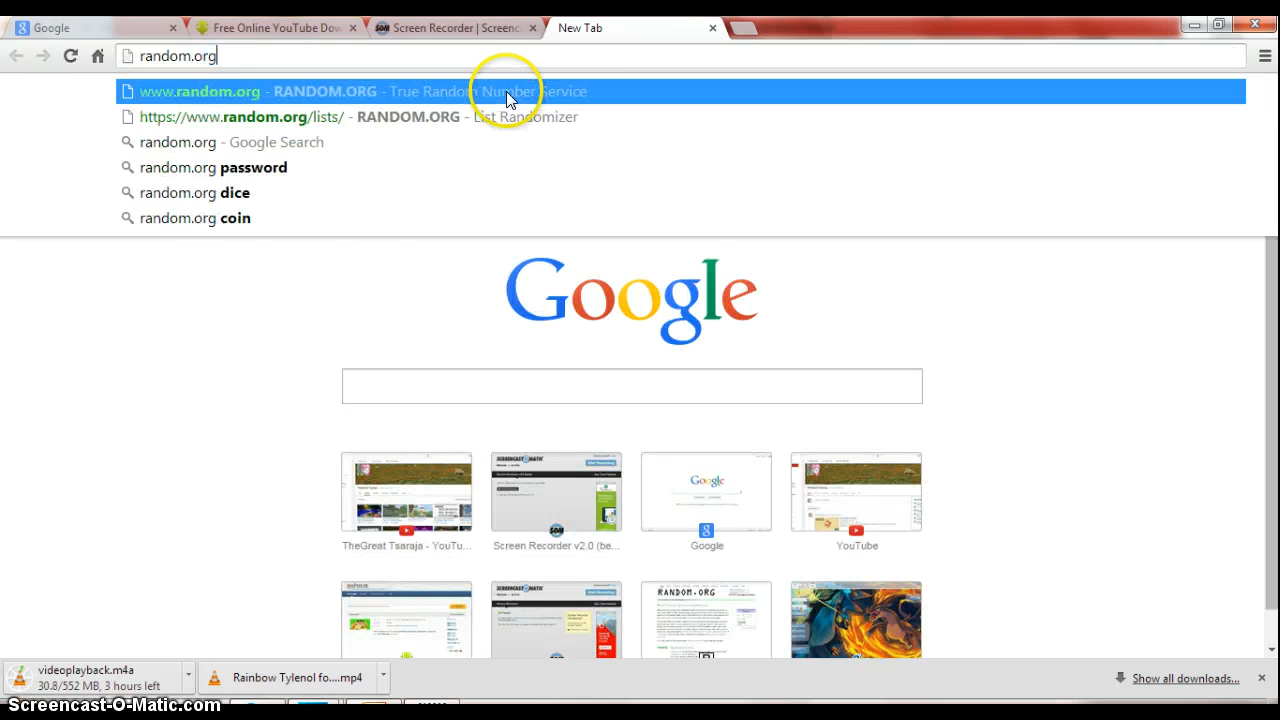 Google
Free Online YouTube Dow
Screen Recorder | Screenc
New Tab
random.org
www.random.org - RANDOM.ORG - True Random Number Service
https://www.random.org/lists/ - RANDOM.ORG - List Randomizer
random.org - Google Search
random.org password
random.org dice
random.org coin
Google
TheGreat Tsaraja - YouTu...
Screen Recorder v2.0 (be...
Google
YouTube
RANDOM.ORG
videoplayback.m4a
30.8/552 MB, 3 hours left
Rainbow Tylenol fo....mp4
Show all downloads...
Screencast-O-Matic.com